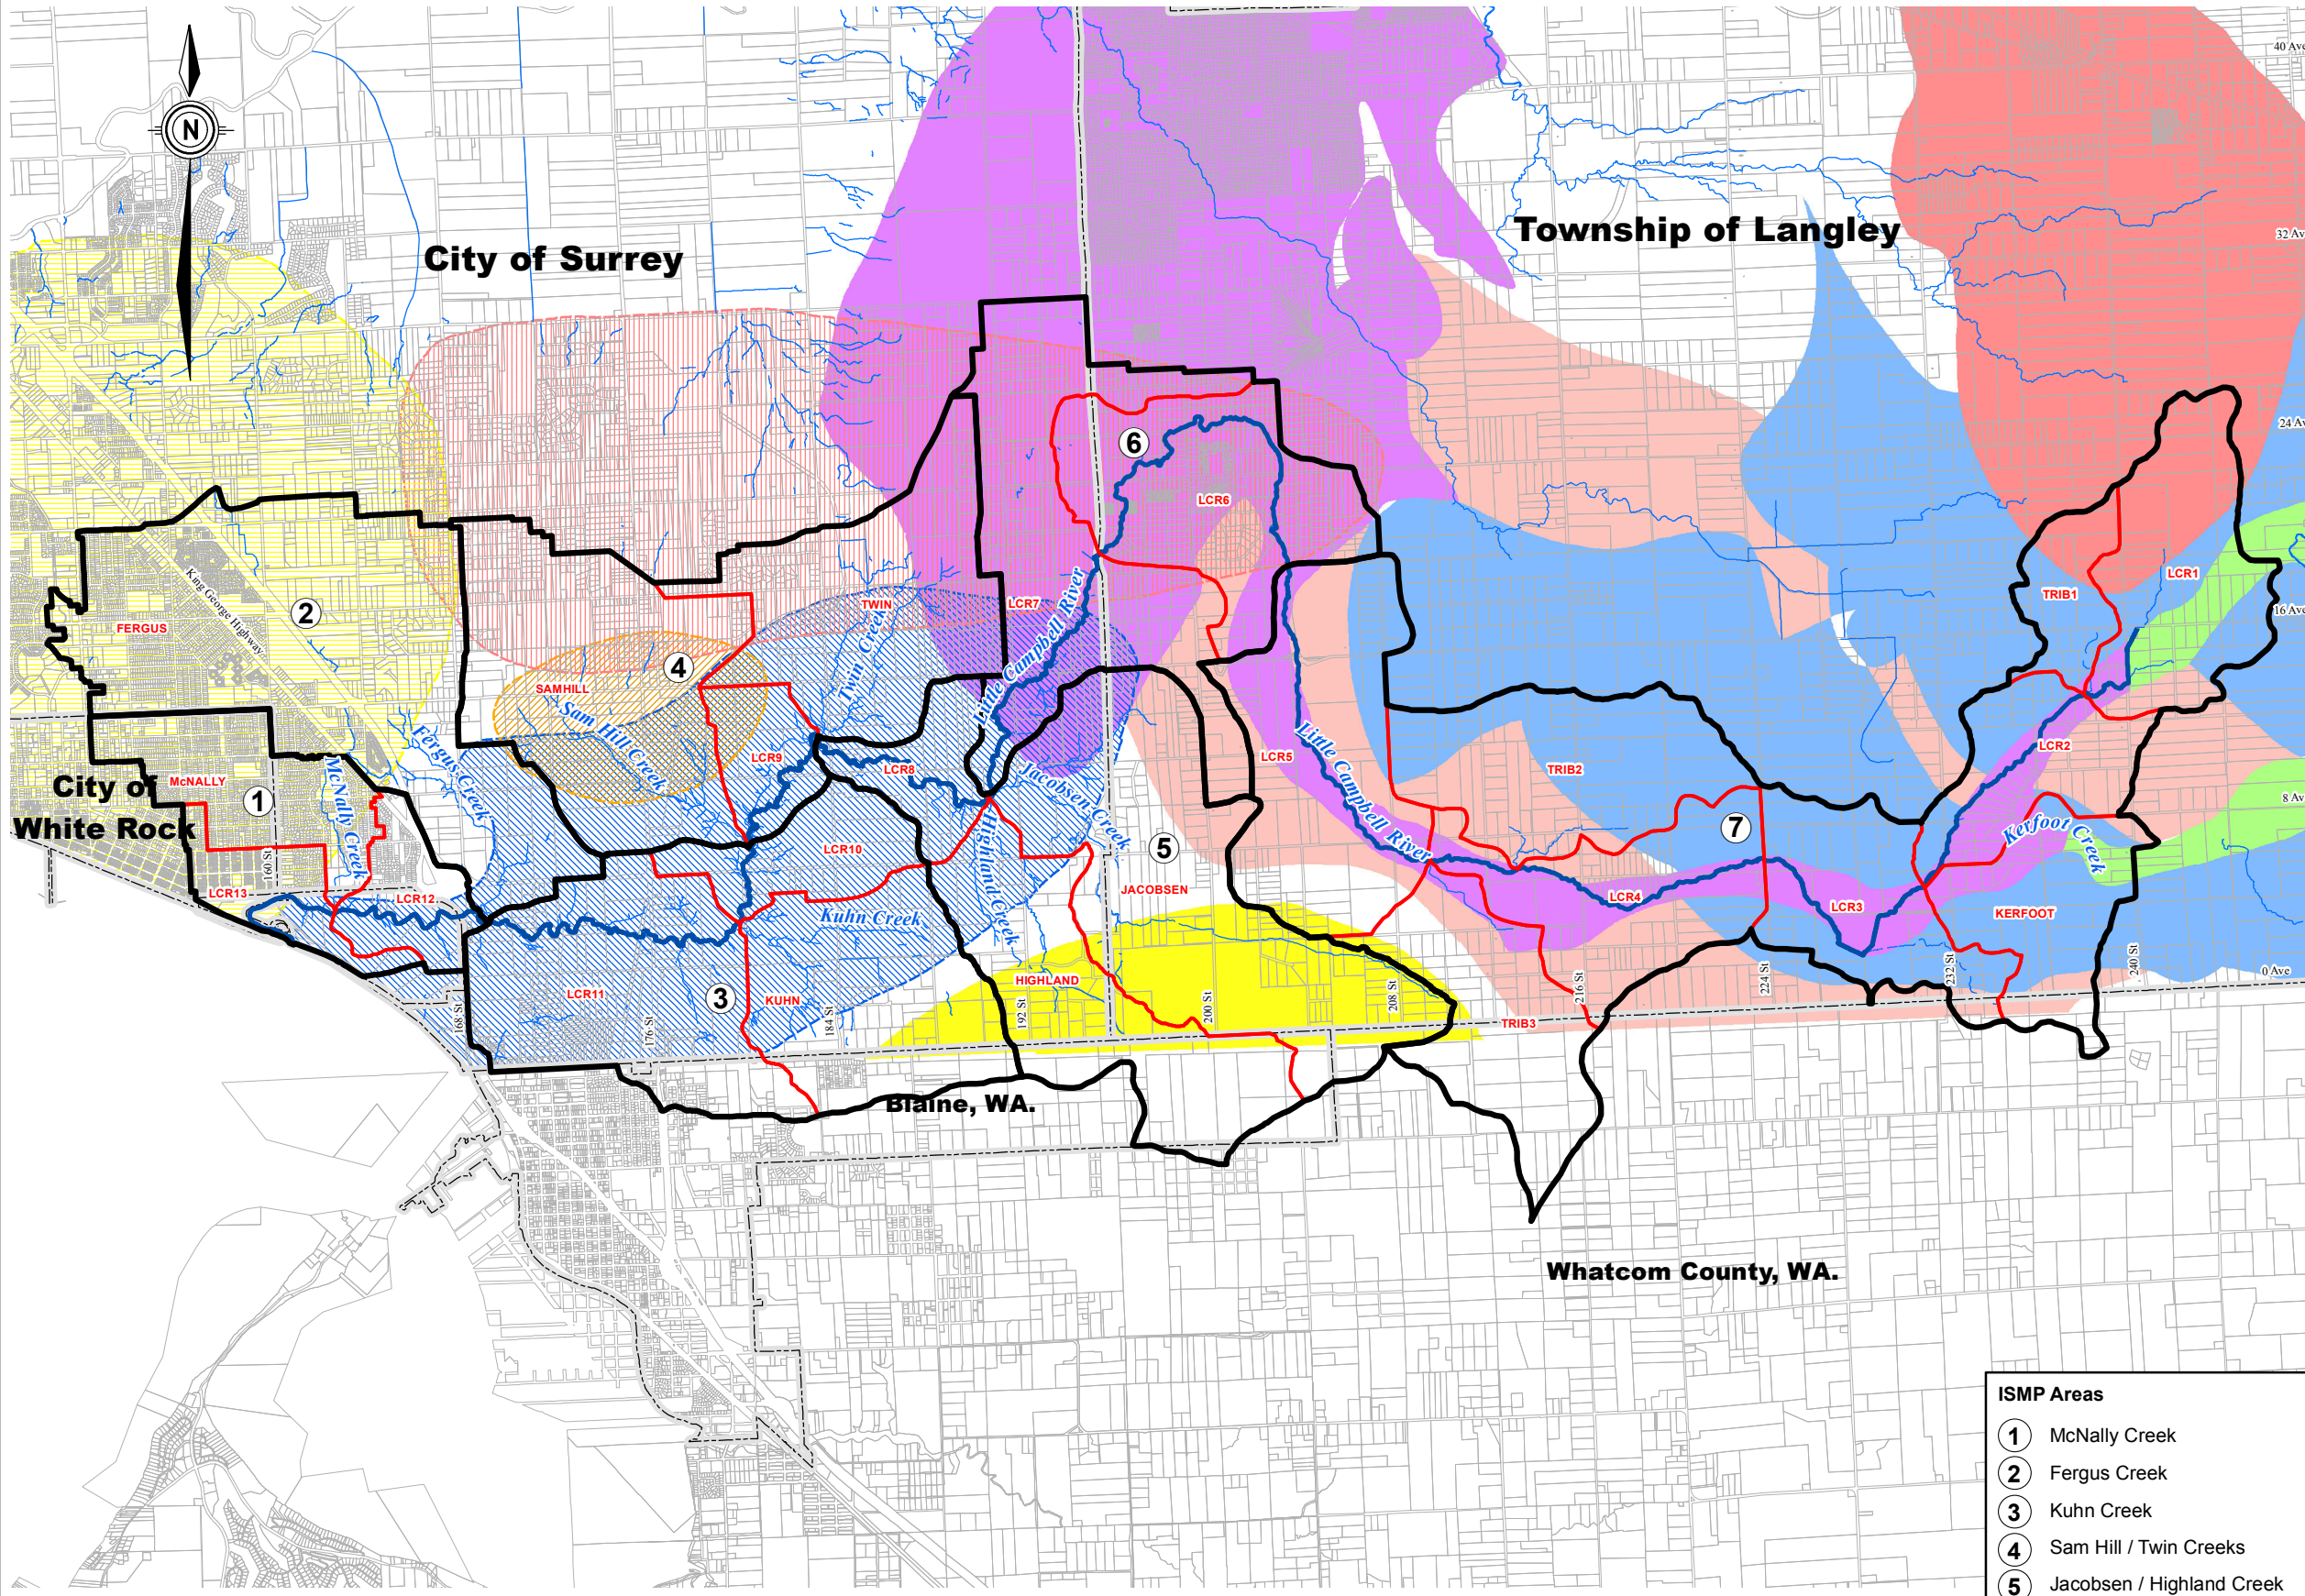 40 Ave
N
Township of Langley
32 Av
City of Surrey
24 Av
6
LCR6
King George Highway
2
FERGUS
TWIN
LCR7
Little Campbell River
LCR1
TRIB1
16 Ave
4
SAMHILL
Twin Creek
Sam Hill Creek
Fergus Creek
LCR9
LCR8
LCR5
LCR2
TRIB2
Little Campbell River
McNALLY
City of
White Rock
1
McNally Creek
Jacobsen Creek
8 Av
Kerfoot Creek
7
LCR10
5
Highland Creek
JACOBSEN
160 St
LCR13
LCR12
LCR4
LCR3
KERFOOT
Kuhn Creek
HIGHLAND
LCR11
3
KUHN
168 St
176 St
184 St
192 St
200 St
208 St
216 St
224 St
232 St
240 St
0 Ave
TRIB3
Blaine, WA.
Whatcom County, WA.
ISMP Areas
1 McNally Creek
2 Fergus Creek
3 Kuhn Creek
4 Sam Hill / Twin Creeks
5 Jacobsen / Highland Creek